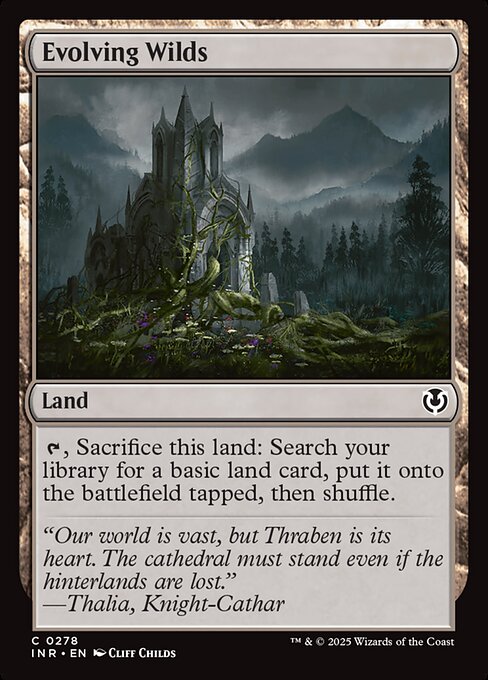 Evolving Wilds
Land
, Sacrifice this land: Search your
library for a basic land card, put it onto
the battlefield tapped, then shuffle.
“Our world is vast, but Thraben is its
heart. The cathedral must stand even if the
hinterlands are lost.”
—Thalia, Knight-Cathar
C 0278
INR • EN Cliff Childs
™ & © 2025 Wizards of the Coast